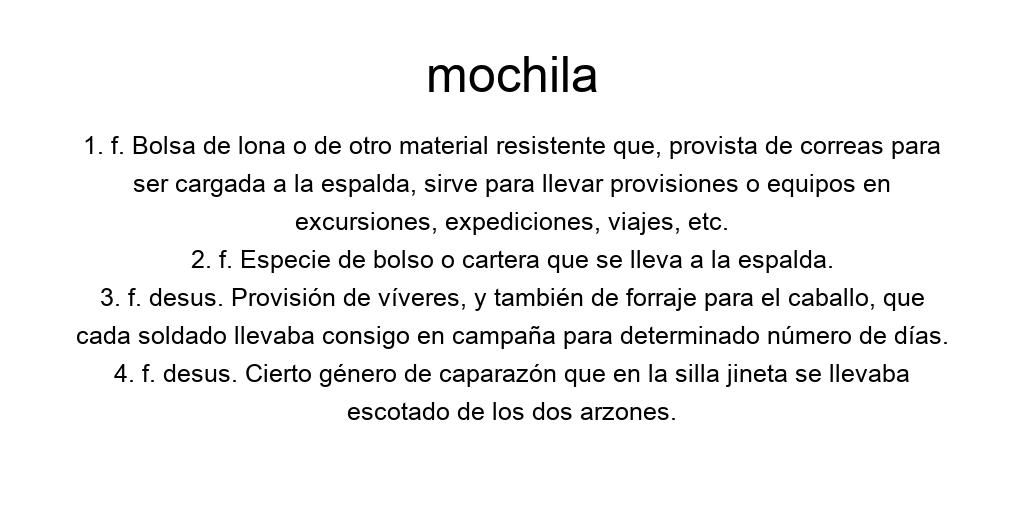 mochila
1. f. Bolsa de lona o de otro material resistente que, provista de correas para
ser cargada a la espalda, sirve para llevar provisiones o equipos en
excursiones, expediciones, viajes, etc.
2. f. Especie de bolso o cartera que se lleva a la espalda.
3. f. desus. Provisión de víveres, y también de forraje para el caballo, que
cada soldado llevaba consigo en campaña para determinado número de días.
4. f. desus. Cierto género de caparazón que en la silla jineta se llevaba
escotado de los dos arzones.